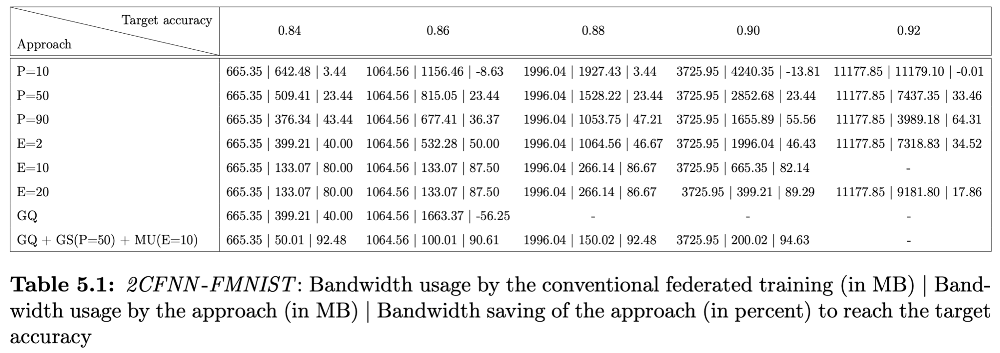 Target accuracy
Approach
0.84 0.86 0.88 0.90 0.92
P=10 665.35 | 642.48 | 3.44 1064.56 | 1156.46 | -8.63 1996.04 | 1927.43 | 3.44 3725.95 | 4240.35 | -13.81 11177.85 | 11179.10 | -0.01
P=50 665.35 | 509.41 | 23.44 1064.56 | 815.05 | 23.44 1996.04 | 1528.22 | 23.44 3725.95 | 2852.68 | 23.44 11177.85 | 7437.35 | 33.46
P=90 665.35 | 376.34 | 43.44 1064.56 | 677.41 | 36.37 1996.04 | 1053.75 | 47.21 3725.95 | 1655.89 | 55.56 11177.85 | 3989.18 | 64.31
E=2 665.35 | 399.21 | 40.00 1064.56 | 532.28 | 50.00 1996.04 | 1064.56 | 46.67 3725.95 | 1996.04 | 46.43 11177.85 | 7318.83 | 34.52
E=10 665.35 | 133.07 | 80.00 1064.56 | 133.07 | 87.50 1996.04 | 266.14 | 86.67 3725.95 | 665.35 | 82.14 -
E=20 665.35 | 133.07 | 80.00 1064.56 | 133.07 | 87.50 1996.04 | 266.14 | 86.67 3725.95 | 399.21 | 89.29 11177.85 | 9181.80 | 17.86
GQ 665.35 | 399.21 | 40.00 1064.56 | 1663.37 | -56.25 - - -
GQ + GS(P=50) + MU(E=10) 665.35 | 50.01 | 92.48 1064.56 | 100.01 | 90.61 1996.04 | 150.02 | 92.48 3725.95 | 200.02 | 94.63 -
Table 5.1: 2CFNN-FMNIST: Bandwidth usage by the conventional federated training (in MB) | Band-
width usage by the approach (in MB) | Bandwidth saving of the approach (in percent) to reach the target
accuracy